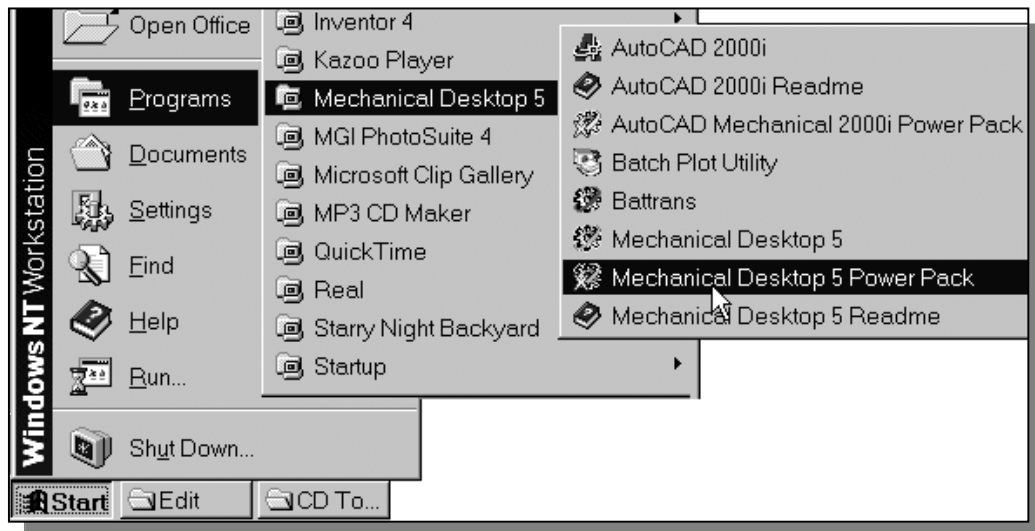 Windows NT Workstation
Open Office
Programs
Documents
Settings
Find
Help
Run...
Shut Down...
Inventor 4
Kazoo Player
Mechanical Desktop 5
MGI PhotoSuite 4
Microsoft Clip Gallery
MP3 CD Maker
QuickTime
Real
Starry Night Backyard
Startup
AutoCAD 2000i
AutoCAD 2000i Readme
AutoCAD Mechanical 2000i Power Pack
Batch Plot Utility
Battrans
Mechanical Desktop 5
Mechanical Desktop 5 Power Pack
Mechanical Desktop 5 Readme
Start
Edit
CD To...